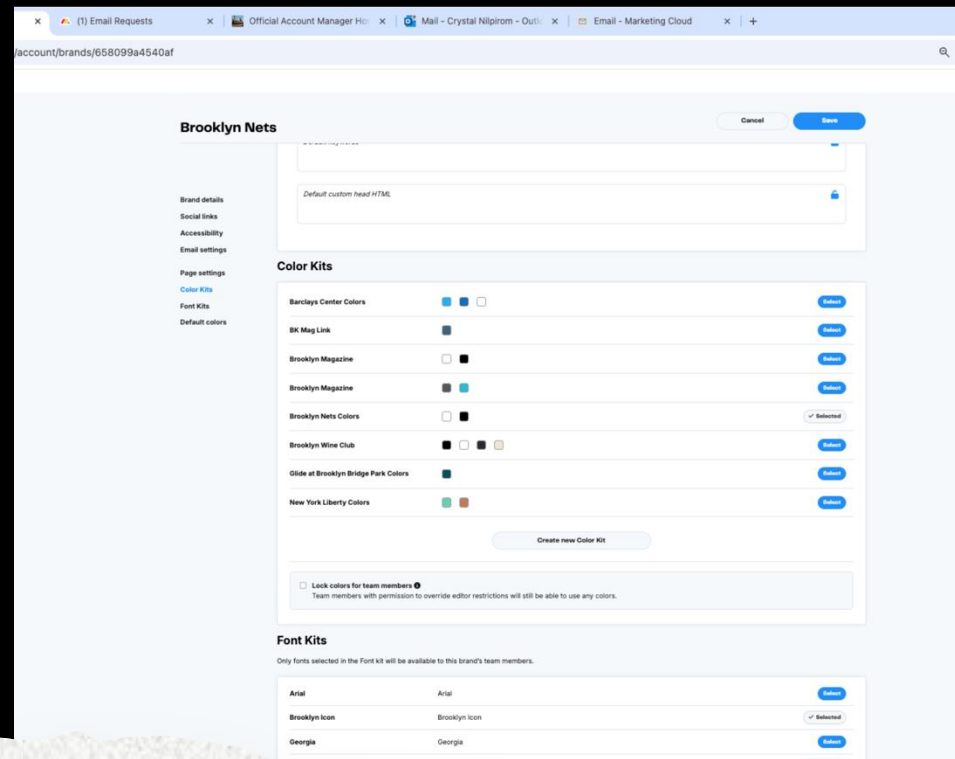 (1) Email Requests
Official Account Manager Ho
Mail - Crystal Nilpirom - Outl
Email - Marketing Cloud
/account/brands/658099a4540af
Brooklyn Nets
Cancel
Save
Default custom head HTML
Brand details
Social links
Accessibility
Email settings
Page settings
Color Kits
Font Kits
Default colors
Color Kits
Barclays Center Colors Select
BK Mag Link Select
Brooklyn Magazine Select
Brooklyn Magazine Select
Brooklyn Nets Colors Selected
Brooklyn Wine Club Select
Glide at Brooklyn Bridge Park Colors Select
New York Liberty Colors Select
Create new Color Kit
Lock colors for team members
Team members with permission to override editor restrictions will still be able to use any colors.
Font Kits
Only fonts selected in the Font kit will be available to this brand's team members.
Arial Arial Select
Brooklyn Icon Brooklyn Icon Selected
Georgia Georgia Select